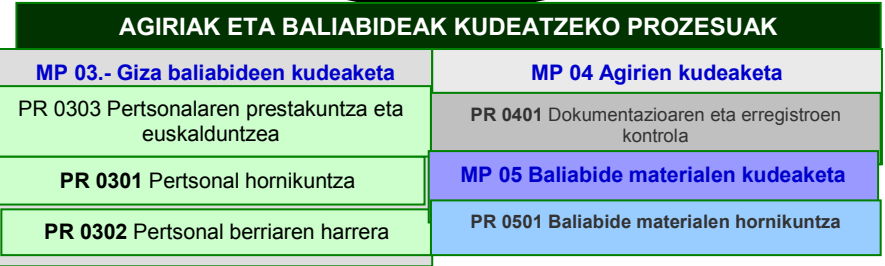 AGIRIAK ETA BALIABIDEAK KUDEATZEKO PROZESUAK
MP 03.- Giza baliabideen kudeaketa
PR 0303 Pertsonalaren prestakuntza eta
euskalduntzea
PR 0301 Pertsonal hornikuntza
PR 0302 Pertsonal berriaren harrera
MP 04 Agirien kudeaketa
PR 0401 Dokumentazioaren eta erregistroen
kontrola
MP 05 Baliabide materialen kudeaketa
PR 0501 Baliabide materialen hornikuntza